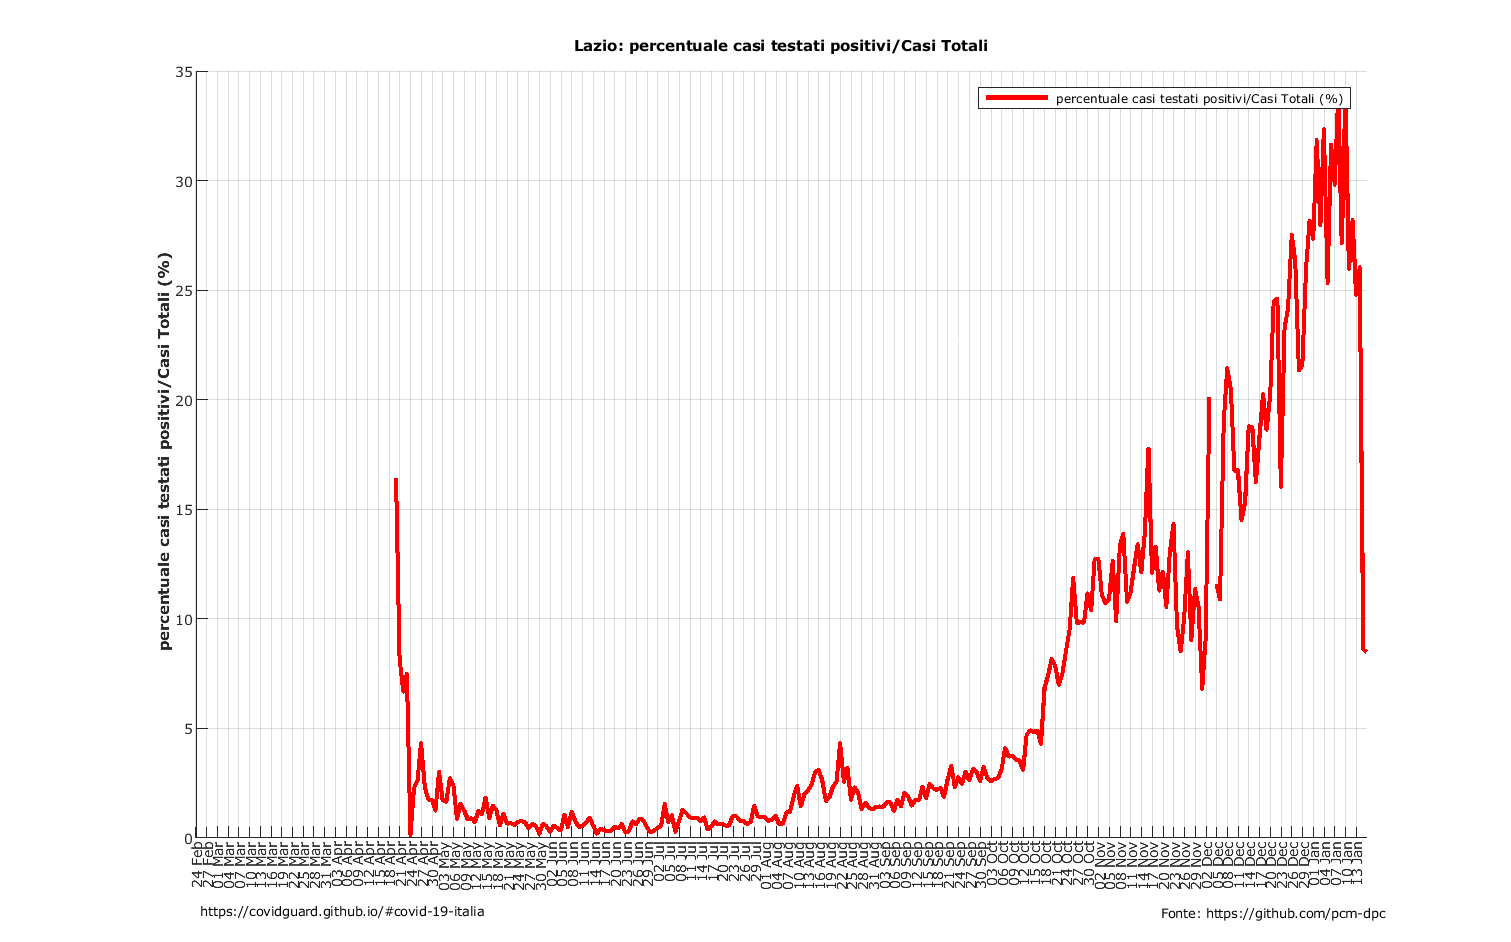 Lazio: percentuale casi testati positivi/Casi Totali
percentuale casi testati positivi/Casi Totali (%)
percentuale casi testati positivi/Casi Totali (%)
35
30
25
20
15
10
5
0
24 Feb
27 Feb
01 Mar
04 Mar
07 Mar
10 Mar
13 Mar
16 Mar
19 Mar
22 Mar
25 Mar
28 Mar
31 Mar
03 Apr
06 Apr
09 Apr
12 Apr
15 Apr
18 Apr
21 Apr
24 Apr
27 Apr
30 Apr
03 May
06 May
09 May
12 May
15 May
18 May
21 May
24 May
27 May
30 May
02 Jun
05 Jun
08 Jun
11 Jun
14 Jun
17 Jun
20 Jun
23 Jun
26 Jun
29 Jun
02 Jul
05 Jul
08 Jul
11 Jul
14 Jul
17 Jul
20 Jul
23 Jul
26 Jul
29 Jul
01 Aug
04 Aug
07 Aug
10 Aug
13 Aug
16 Aug
19 Aug
22 Aug
25 Aug
28 Aug
31 Aug
03 Sep
06 Sep
09 Sep
12 Sep
15 Sep
18 Sep
21 Sep
24 Sep
27 Sep
30 Sep
03 Oct
06 Oct
09 Oct
12 Oct
15 Oct
18 Oct
21 Oct
24 Oct
27 Oct
30 Oct
02 Nov
05 Nov
08 Nov
11 Nov
14 Nov
17 Nov
20 Nov
23 Nov
26 Nov
29 Nov
02 Dec
05 Dec
08 Dec
11 Dec
14 Dec
17 Dec
20 Dec
23 Dec
26 Dec
29 Dec
01 Jan
04 Jan
07 Jan
10 Jan
13 Jan
https://covidguard.github.io/#covid-19-italia
Fonte: https://github.com/pcm-dpc